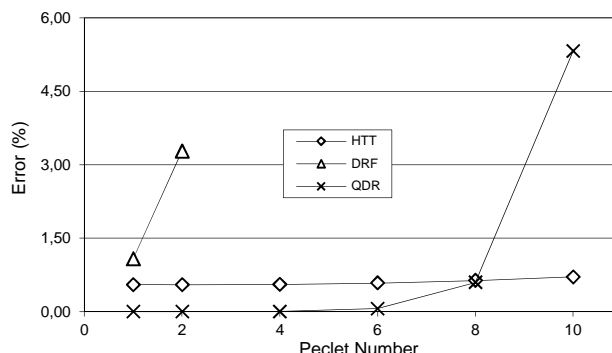 6,00
4,50
3,00
1,50
0,00
Error (%)
HTT
DRF
QDR
0 2 4 6 8 10
Peclet Number